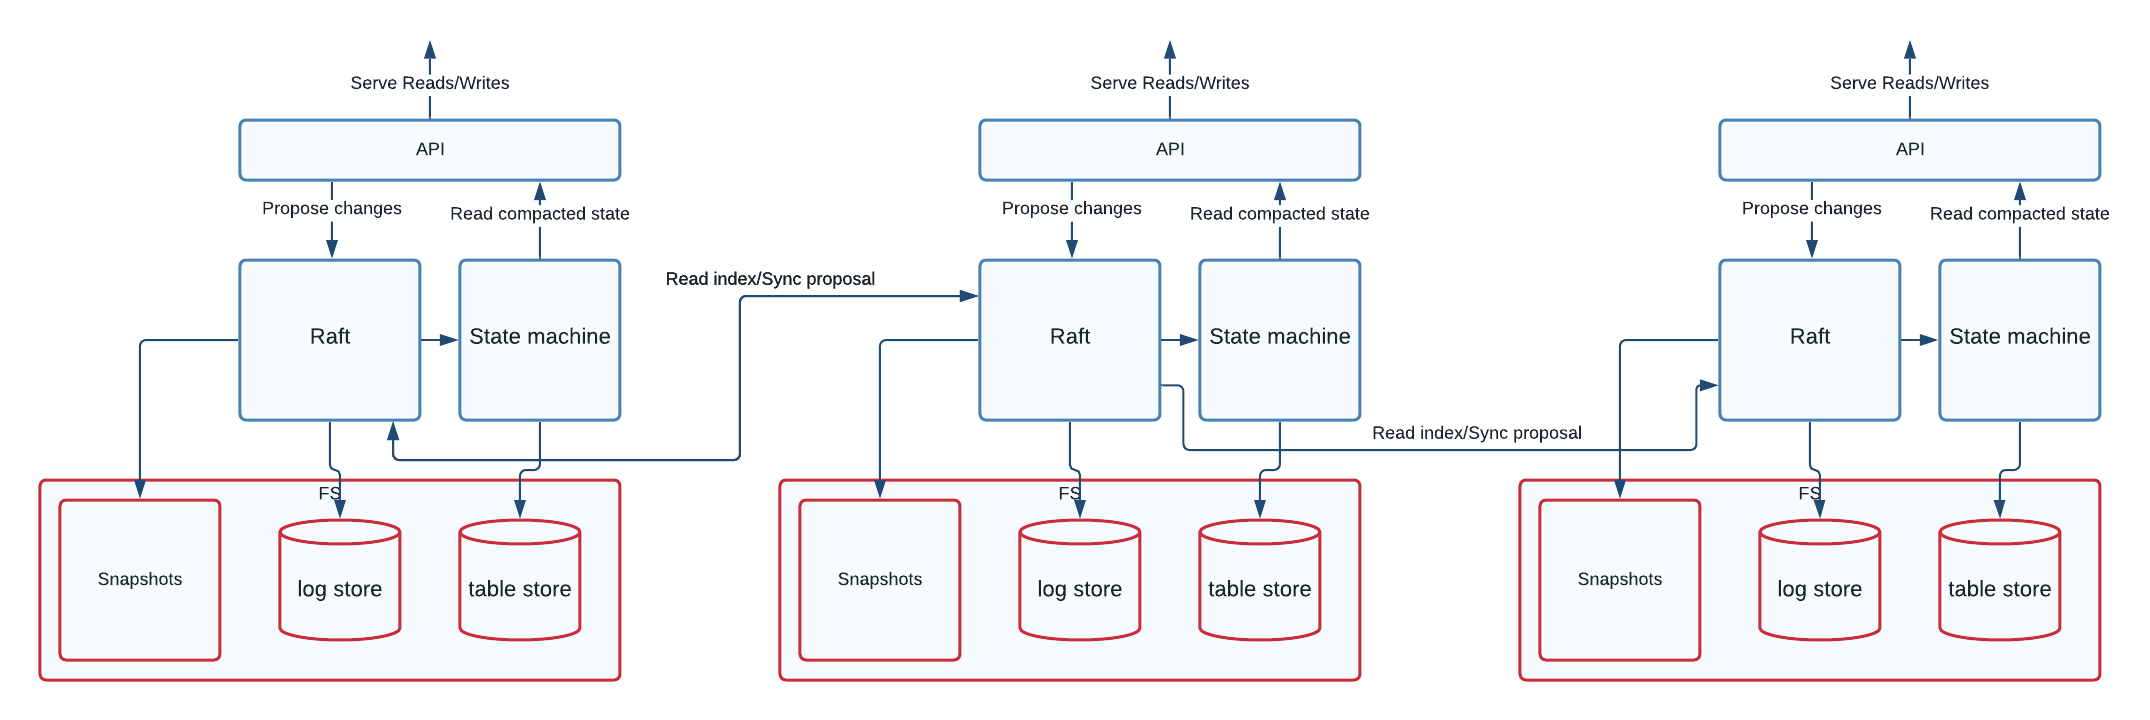 Serve Reads/Writes
Serve Reads/Writes
Serve Reads/Writes
API
API
API
Propose changes
Read compacted state
Propose changes
Read compacted state
Propose changes
Read compacted state
Read index/Sync proposal
Raft
State machine
Raft
State machine
Raft
State machine
Read index/Sync proposal
FS
FS
FS
Snapshots
log store
table store
Snapshots
log store
table store
Snapshots
log store
table store